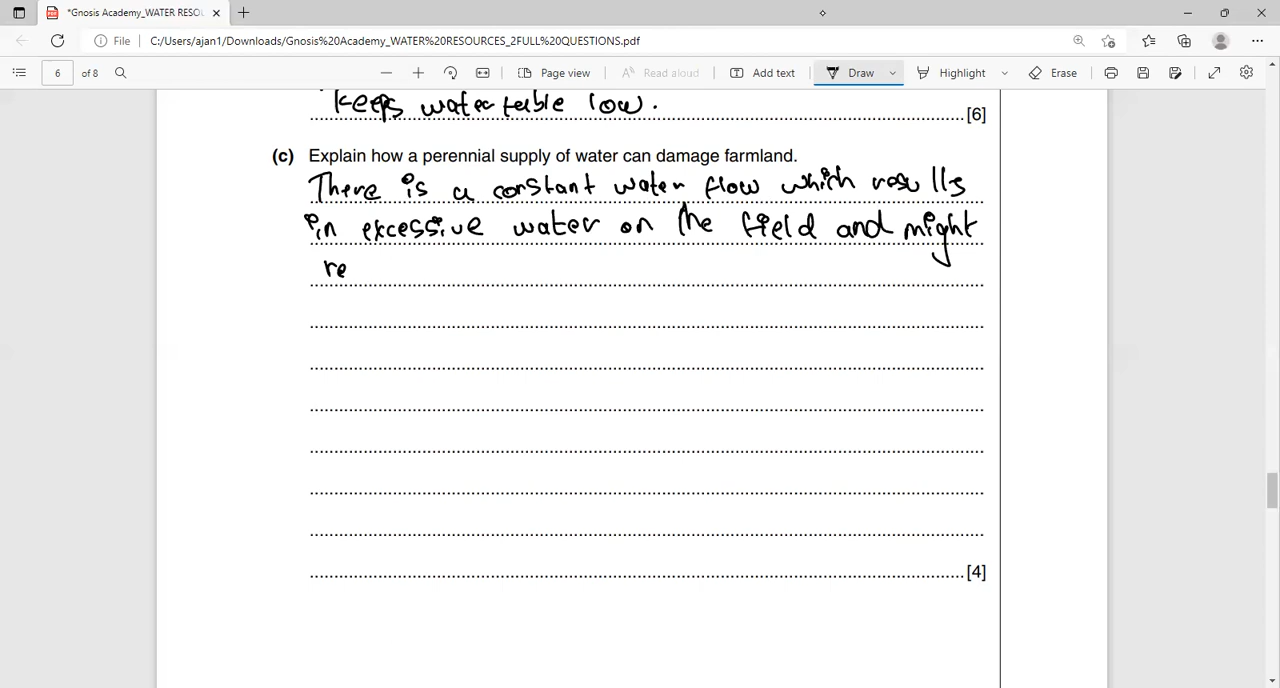 *Gnosis Academy_WATER RESOU
File C:/Users/ajan1/Downloads/Gnosis%20Academy_WATER%20RESOURCES_2FULL%20QUESTIONS.pdf
6 of 8 Page view Read aloud Add text Draw Highlight Erase
keeps water table low. [6]
(c) Explain how a perennial supply of water can damage farmland.
There is a constant water flow which results
in excessive water on the field and might
re
[4]